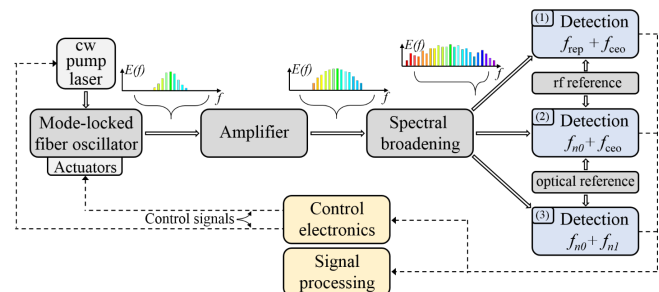 cw
pump
laser
E(f)
f
E(f)
f
E(f)
f
Mode-locked
fiber oscillator
Actuators
Amplifier
Spectral
broadening
(1) Detection
f_rep + f_ceo
rf reference
(2) Detection
f_n0 + f_ceo
optical reference
(3) Detection
f_n0 + f_n1
Control signals
Control
electronics
Signal
processing